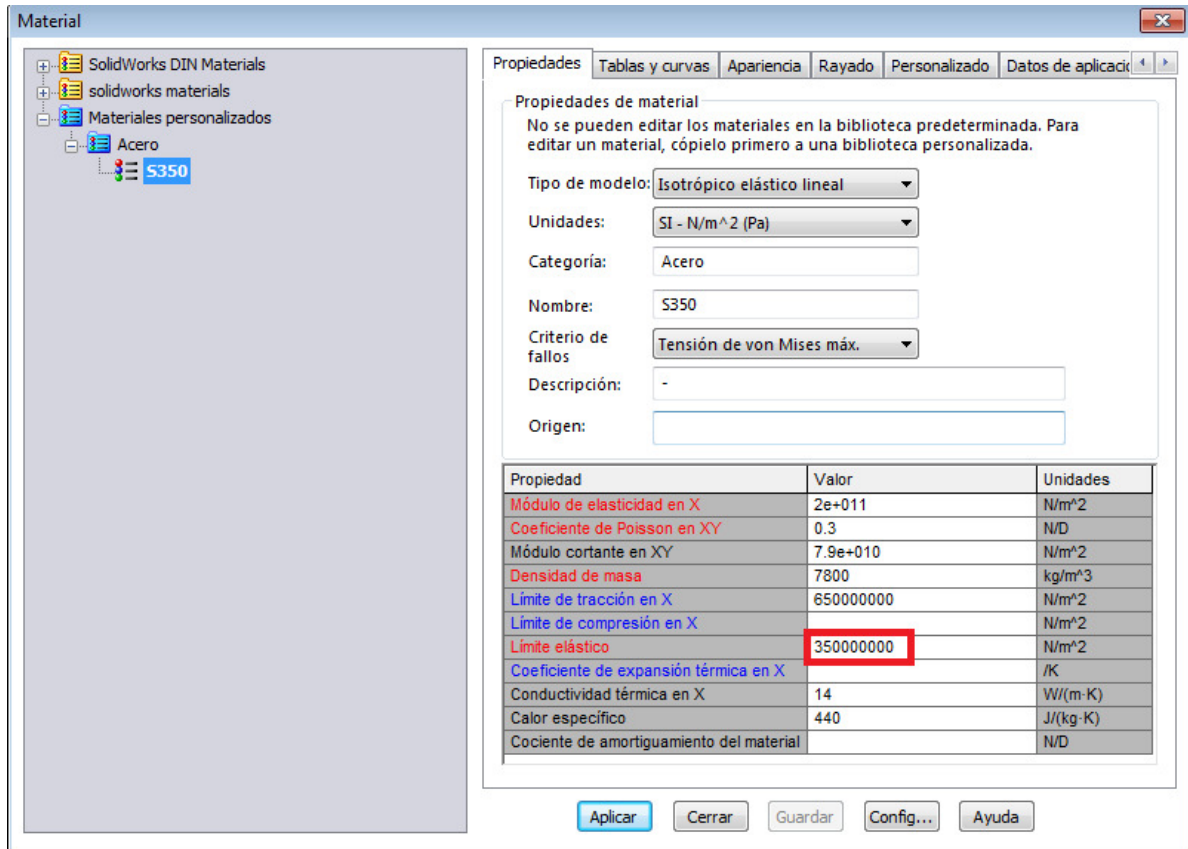 Material
SolidWorks DIN Materials
solidworks materials
Materiales personalizados
Acero
S350
Propiedades
Tablas y curvas
Apariencia
Rayado
Personalizado
Datos de aplicació
Propiedades de material
No se pueden editar los materiales en la biblioteca predeterminada. Para
editar un material, cópielo primero a una biblioteca personalizada.
Tipo de modelo: Isotrópico elástico lineal
Unidades: SI - N/m^2 (Pa)
Categoría: Acero
Nombre: S350
Criterio de
fallos
Tensión de von Mises máx.
Descripción: -
Origen:
Propiedad Valor Unidades
Módulo de elasticidad en X 2e+011 N/m^2
Coeficiente de Poisson en XY 0.3 N/D
Módulo cortante en XY 7.9e+010 N/m^2
Densidad de masa 7800 kg/m^3
Límite de tracción en X 650000000 N/m^2
Límite de compresión en X N/m^2
Límite elástico 350000000 N/m^2
Coeficiente de expansión térmica en X /K
Conductividad térmica en X 14 W/(m·K)
Calor específico 440 J/(kg·K)
Cociente de amortiguamiento del material N/D
Aplicar Cerrar Guardar Config... Ayuda